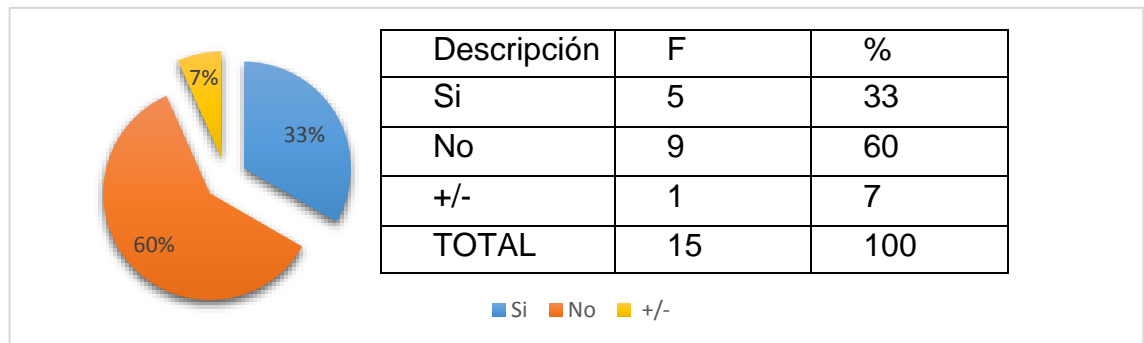 7%
33%
60%
Descripción F %
Si 5 33
No 9 60
+/- 1 7
TOTAL 15 100
Si No +/-